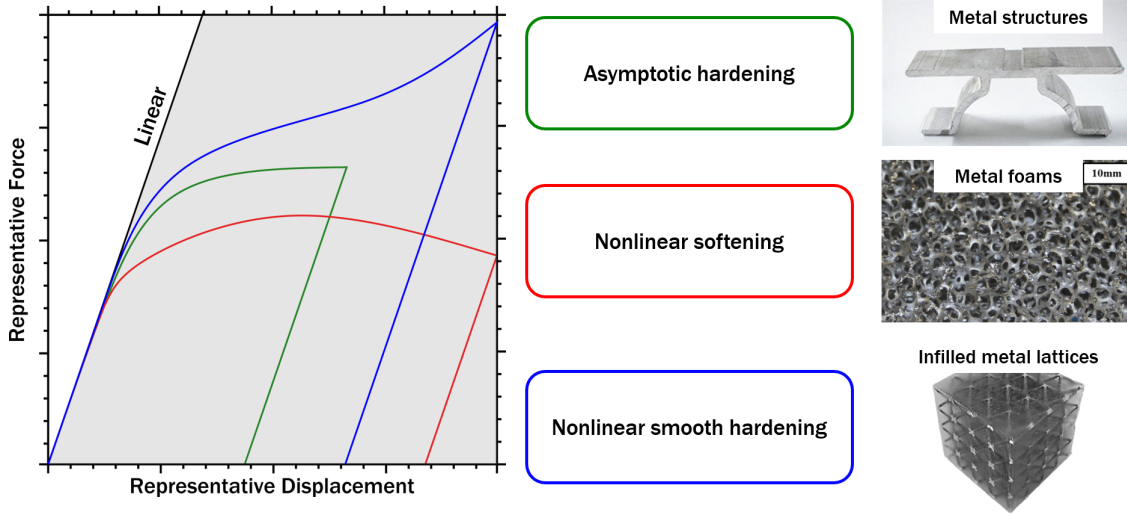 Linear
Representative Force
Representative Displacement
Asymptotic hardening
Nonlinear softening
Nonlinear smooth hardening
Metal structures
Metal foams
10mm
Infilled metal lattices